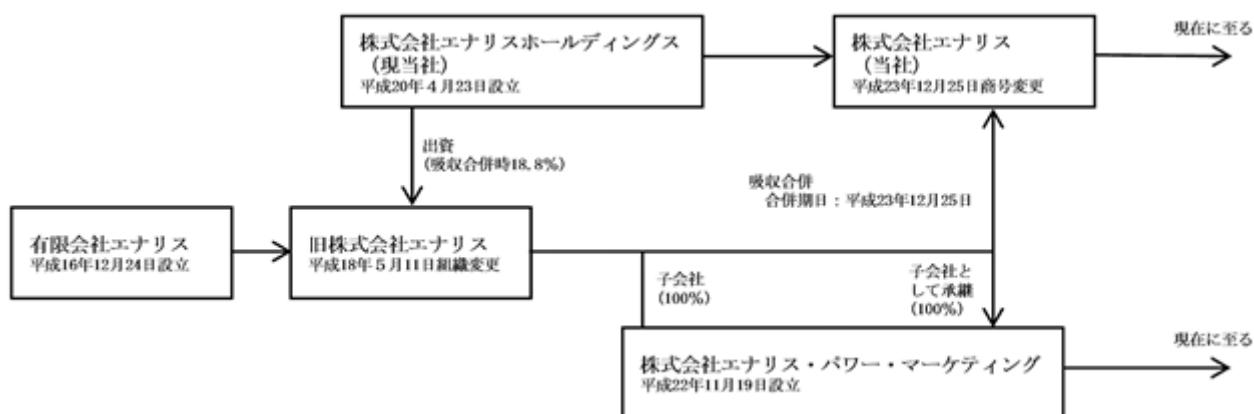 株式会社エナリスホールディングス
（現当社）
平成20年４月23日設立
株式会社エナリス
（当社）
平成23年12月25日商号変更
現在に至る
出資
(吸収合併時18.8%)
吸収合併
合併期日：平成23年12月25日
有限会社エナリス
平成16年12月24日設立
旧株式会社エナリス
平成18年５月11日組織変更
子会社
(100%)
子会社と
して承継
(100%)
株式会社エナリス・パワー・マーケティング
平成22年11月19日設立
現在に至る